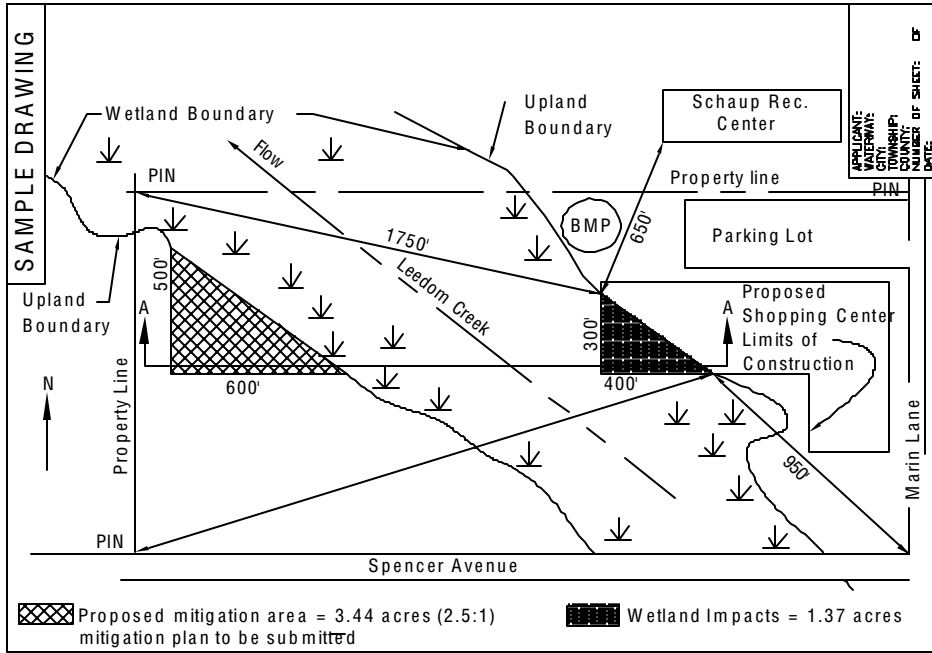 SAMPLE DRAWING
Wetland Boundary
Upland
Boundary
Schaup Rec.
Center
APPLICANT:
WATERWAY:
CITY:
TOWNSHIP:
COUNTY:
NUMBER OF SHEET: OF
DATE:
Flow
PIN
Property line
PIN
BMP
650'
Parking Lot
1750'
500'
Leedom Creek
Upland
Boundary
A
A
Proposed
Shopping Center
Limits of
Construction
300'
600'
400'
N
Property Line
950'
Marin Lane
PIN
Spencer Avenue
Proposed mitigation area = 3.44 acres (2.5:1)
mitigation plan to be submitted
Wetland Impacts = 1.37 acres